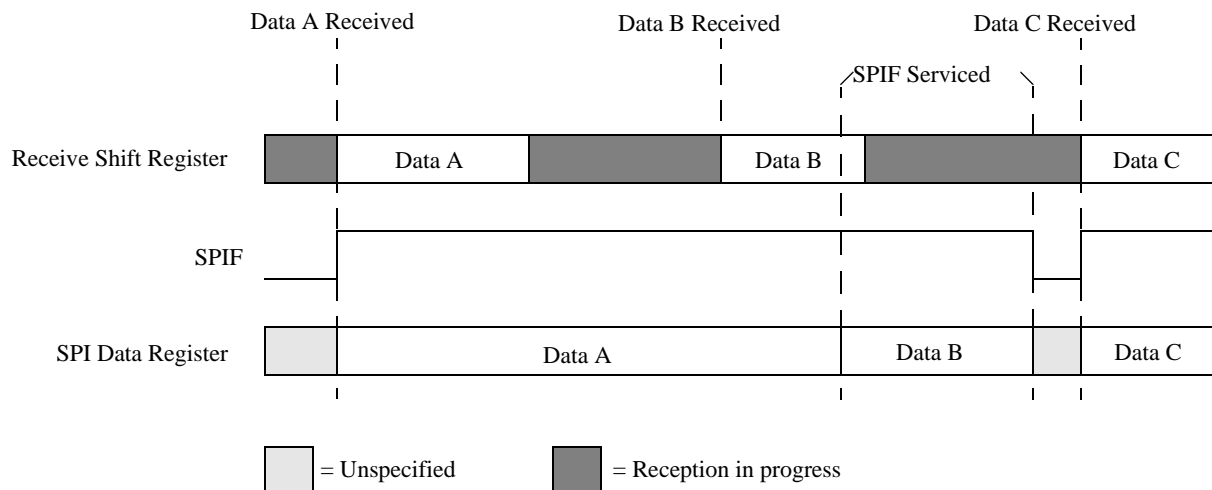 Data A Received
Data B Received
Data C Received
SPIF Serviced
Receive Shift Register
Data A
Data B
Data C
SPIF
SPI Data Register
Data A
Data B
Data C
= Unspecified
= Reception in progress